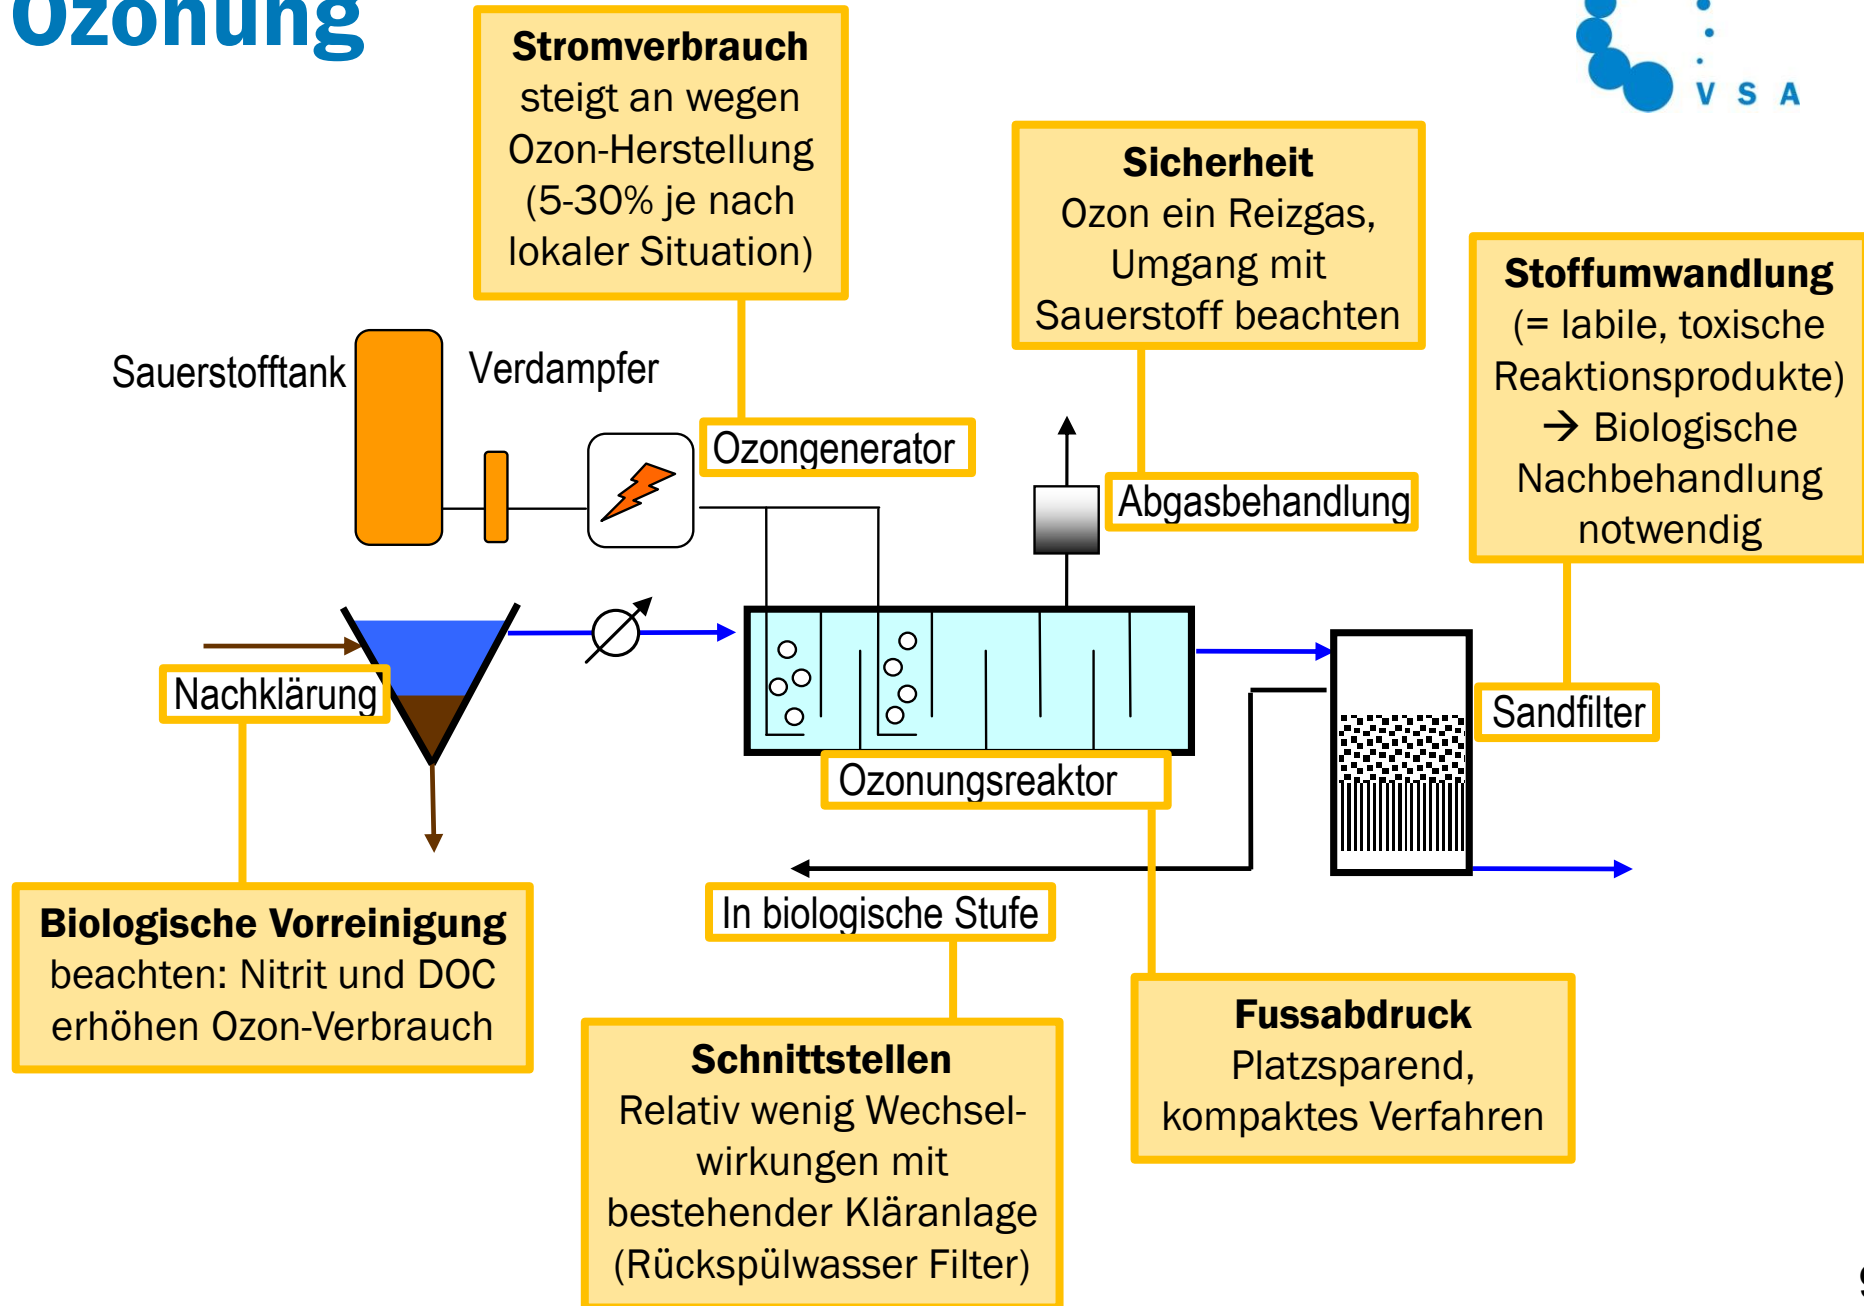 Ozonung
VSA
Stromverbrauch
steigt an wegen
Ozon-Herstellung
(5-30% je nach
lokaler Situation)
Sicherheit
Ozon ein Reizgas,
Umgang mit
Sauerstoff beachten
Stoffumwandlung
(= labile, toxische
Reaktionsprodukte)
→ Biologische
Nachbehandlung
notwendig
Sauerstofftank
Verdampfer
Ozongenerator
Abgasbehandlung
Nachklärung
Sandfilter
Ozonungsreaktor
In biologische Stufe
Biologische Vorreinigung
beachten: Nitrit und DOC
erhöhen Ozon-Verbrauch
Schnittstellen
Relativ wenig Wechsel-
wirkungen mit
bestehender Kläranlage
(Rückspülwasser Filter)
Fussabdruck
Platzsparend,
kompaktes Verfahren